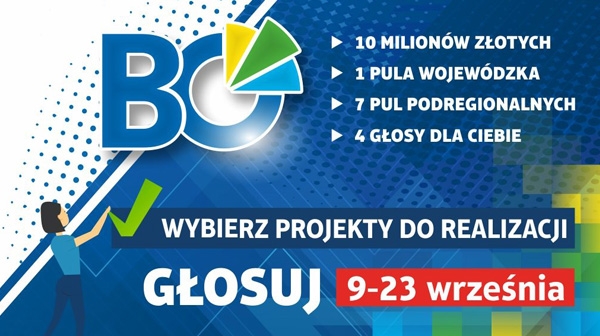 BO
10 MILIONÓW ZŁOTYCH
1 PULA WOJEWÓDZKA
7 PUL PODREGIONALNYCH
4 GŁOSY DLA CIEBIE
WYBIERZ PROJEKTY DO REALIZACJI
GŁOSUJ 9-23 września